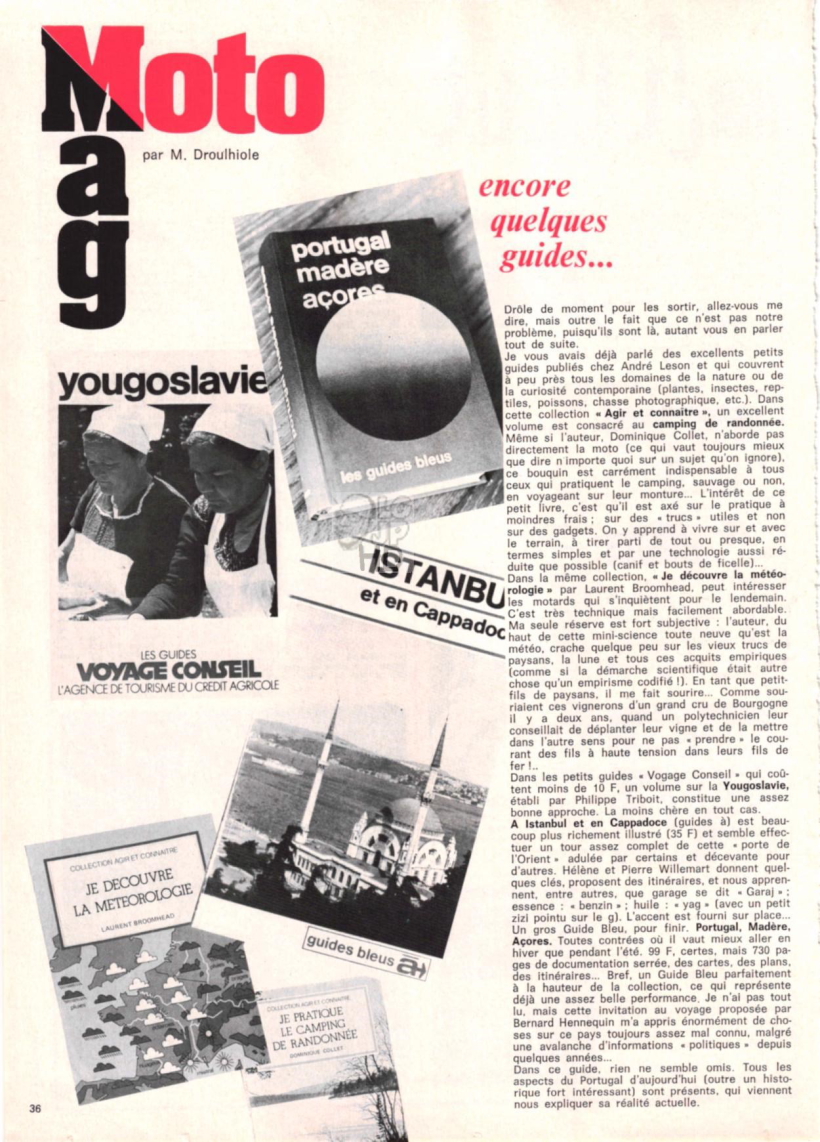 Moto
Mag
par M. Droulhiole
encore
quelques
guides...
portugal
madère
açores
les guides bleus
yougoslavie
LES GUIDES
VOYAGE CONSEIL
L'AGENCE DE TOURISME DU CREDIT AGRICOLE
ISTANBU
et en Cappadoc
guides bleus a
COLLECTION AGIR ET CONNAITRE
JE DECOUVRE
LA METEOROLOGIE
LAURENT BROOMHEAD
COLLECTION AGIR ET CONNAITRE
JE PRATIQUE
LE CAMPING
DE RANDONNÉE
DOMINIQUE COLLET
Drôle de moment pour les sortir, allez-vous me
dire, mais outre le fait que ce n'est pas notre
problème, puisqu'ils sont là, autant vous en parler
tout de suite.
Je vous avais déjà parlé des excellents petits
guides publiés chez André Leson et qui couvrent
à peu près tous les domaines de la nature ou de
la curiosité contemporaine (plantes, insectes, rep-
tiles, poissons, chasse photographique, etc.). Dans
cette collection « Agir et connaitre », un excellent
volume est consacré au camping de randonnée.
Même si l'auteur, Dominique Collet, n'aborde pas
directement la moto (ce qui vaut toujours mieux
que dire n'importe quoi sur un sujet qu'on ignore),
ce bouquin est carrément indispensable à tous
ceux qui pratiquent le camping, sauvage ou non,
en voyageant sur leur monture... L'intérêt de ce
petit livre, c'est qu'il est axé sur le pratique à
moindres frais ; sur des « trucs » utiles et non
sur des gadgets. On y apprend à vivre sur et avec
le terrain, à tirer parti de tout ou presque, en
termes simples et par une technologie aussi ré-
duite que possible (canif et bouts de ficelle)...
Dans la même collection, « Je découvre la météo-
rologie » par Laurent Broomhead, peut intéresser
les motards qui s'inquiètent pour le lendemain.
C'est très technique mais facilement abordable.
Ma seule réserve est fort subjective : l'auteur, du
haut de cette mini-science toute neuve qu'est la
météo, crache quelque peu sur les vieux trucs de
paysans, la lune et tous ces acquits empiriques
(comme si la démarche scientifique était autre
chose qu'un empirisme codifié !). En tant que petit-
fils de paysans, il me fait sourire... Comme sou-
riaient ces vignerons d'un grand cru de Bourgogne
il y a deux ans, quand un polytechnicien leur
conseillait de déplanter leur vigne et de la mettre
dans l'autre sens pour ne pas « prendre » le cou-
rant des fils à haute tension dans leurs fils de
fer !..
Dans les petits guides « Vogage Conseil » qui coû-
tent moins de 10 F, un volume sur la Yougoslavie,
établi par Philippe Triboit, constitue une assez
bonne approche. La moins chère en tout cas.
A Istanbul et en Cappadoce (guides à) est beau-
coup plus richement illustré (35 F) et semble effec-
tuer un tour assez complet de cette « porte de
l'Orient » adulée par certains et décevante pour
d'autres. Hélène et Pierre Willemart donnent quel-
ques clés, proposent des itinéraires, et nous appren-
nent, entre autres, que garage se dit « Garaj » ;
essence : « benzin » ; huile : « yag » (avec un petit
zizi pointu sur le g). L'accent est fourni sur place...
Un gros Guide Bleu, pour finir. Portugal, Madère,
Açores. Toutes contrées où il vaut mieux aller en
hiver que pendant l'été. 99 F, certes, mais 730 pa-
ges de documentation serrée, des cartes, des plans,
des itinéraires... Bref, un Guide Bleu parfaitement
à la hauteur de la collection, ce qui représente
déjà une assez belle performance. Je n'ai pas tout
lu, mais cette invitation au voyage proposée par
Bernard Hennequin m'a appris énormément de cho-
ses sur ce pays toujours assez mal connu, malgré
une avalanche d'informations « politiques » depuis
quelques années...
Dans ce guide, rien ne semble omis. Tous les
aspects du Portugal d'aujourd'hui (outre un histo-
rique fort intéressant) sont présents, qui viennent
nous expliquer sa réalité actuelle.
36